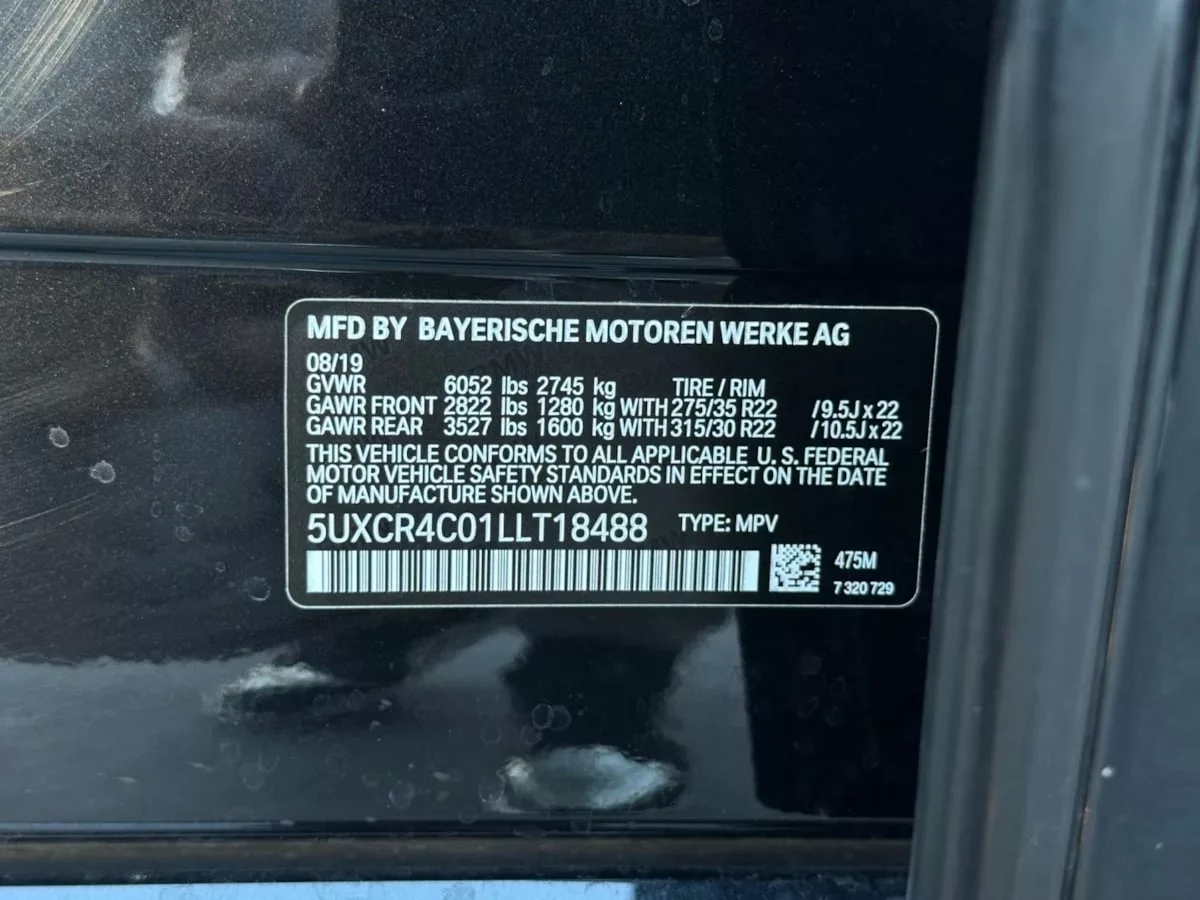 MFD BY BAYERISCHE MOTOREN WERKE AG
08/19
GVWR 6052 lbs 2745 kg TIRE / RIM
GAWR FRONT 2822 lbs 1280 kg WITH 275/35 R22 /9.5J x 22
GAWR REAR 3527 lbs 1600 kg WITH 315/30 R22 /10.5J x 22
THIS VEHICLE CONFORMS TO ALL APPLICABLE U. S. FEDERAL
MOTOR VEHICLE SAFETY STANDARDS IN EFFECT ON THE DATE
OF MANUFACTURE SHOWN ABOVE.
5UXCR4C01LLT18488 TYPE: MPV
475M
7 320 729